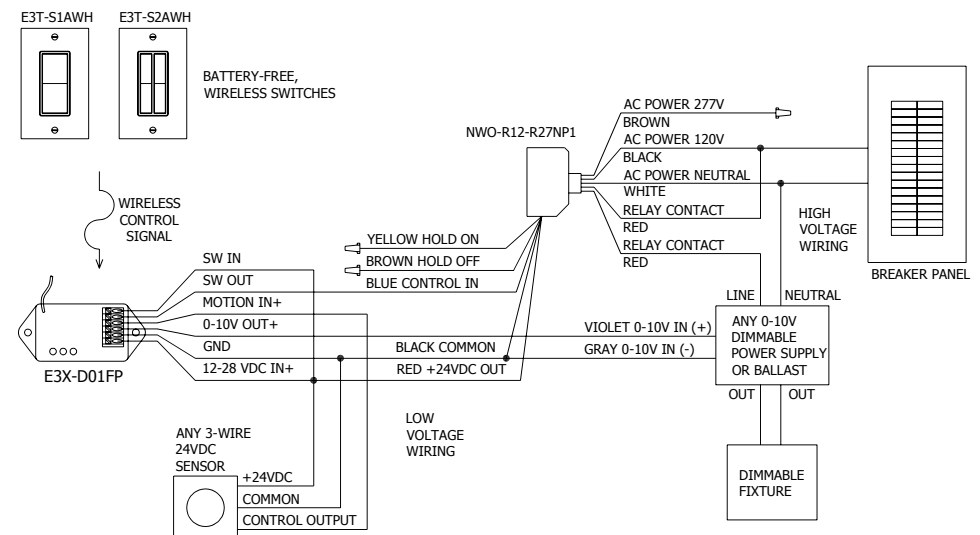 E3T-S1AWH
E3T-S2AWH
BATTERY-FREE,
WIRELESS SWITCHES
WIRELESS
CONTROL
SIGNAL
E3X-D01FP
SW IN
SW OUT
MOTION IN+
0-10V OUT+
GND
12-28 VDC IN+
YELLOW HOLD ON
BROWN HOLD OFF
BLUE CONTROL IN
BLACK COMMON
RED +24VDC OUT
NWO-R12-R27NP1
AC POWER 277V
BROWN
AC POWER 120V
BLACK
AC POWER NEUTRAL
WHITE
RELAY CONTACT
RED
RELAY CONTACT
RED
HIGH
VOLTAGE
WIRING
BREAKER PANEL
VIOLET 0-10V IN (+)
GRAY 0-10V IN (-)
LINE
NEUTRAL
ANY 0-10V
DIMMABLE
POWER SUPPLY
OR BALLAST
OUT
OUT
DIMMABLE
FIXTURE
LOW
VOLTAGE
WIRING
ANY 3-WIRE
24VDC
SENSOR
+24VDC
COMMON
CONTROL OUTPUT